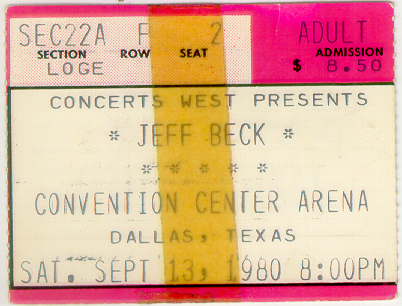 SEC22A F 2 ADULT
SECTION ROW SEAT ADMISSION
LOGE $ 8.50
CONCERTS WEST PRESENTS
* JEFF BECK *
* * * * *
CONVENTION CENTER ARENA
DALLAS, TEXAS
SAT. SEPT 13, 1980 8:00PM